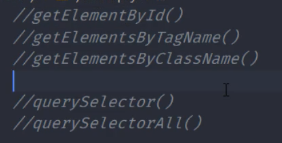 //getElementById()
//getElementsByTagName()
//getElementsByClassName()
//querySelector()
//querySelectorAll()